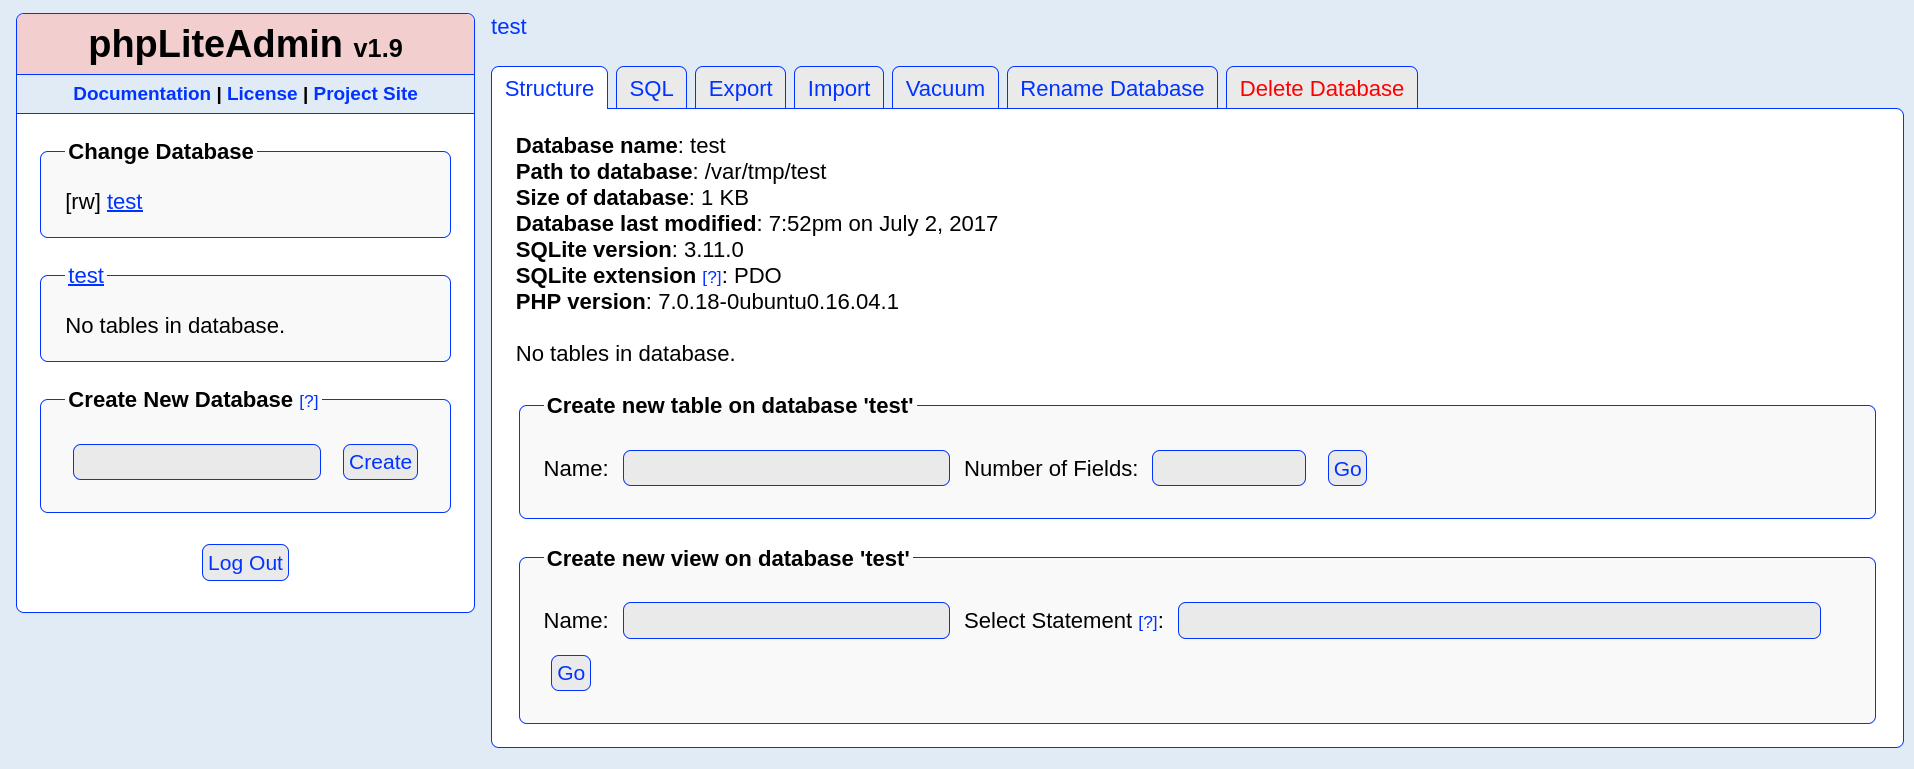 phpLiteAdmin v1.9
Documentation | License | Project Site
Change Database
[rw] test
test
No tables in database.
Create New Database [?]
Create
Log Out
test
Structure SQL Export Import Vacuum Rename Database Delete Database
Database name: test
Path to database: /var/tmp/test
Size of database: 1 KB
Database last modified: 7:52pm on July 2, 2017
SQLite version: 3.11.0
SQLite extension [?]: PDO
PHP version: 7.0.18-0ubuntu0.16.04.1
No tables in database.
Create new table on database 'test'
Name: Number of Fields: Go
Create new view on database 'test'
Name: Select Statement [?]:
Go